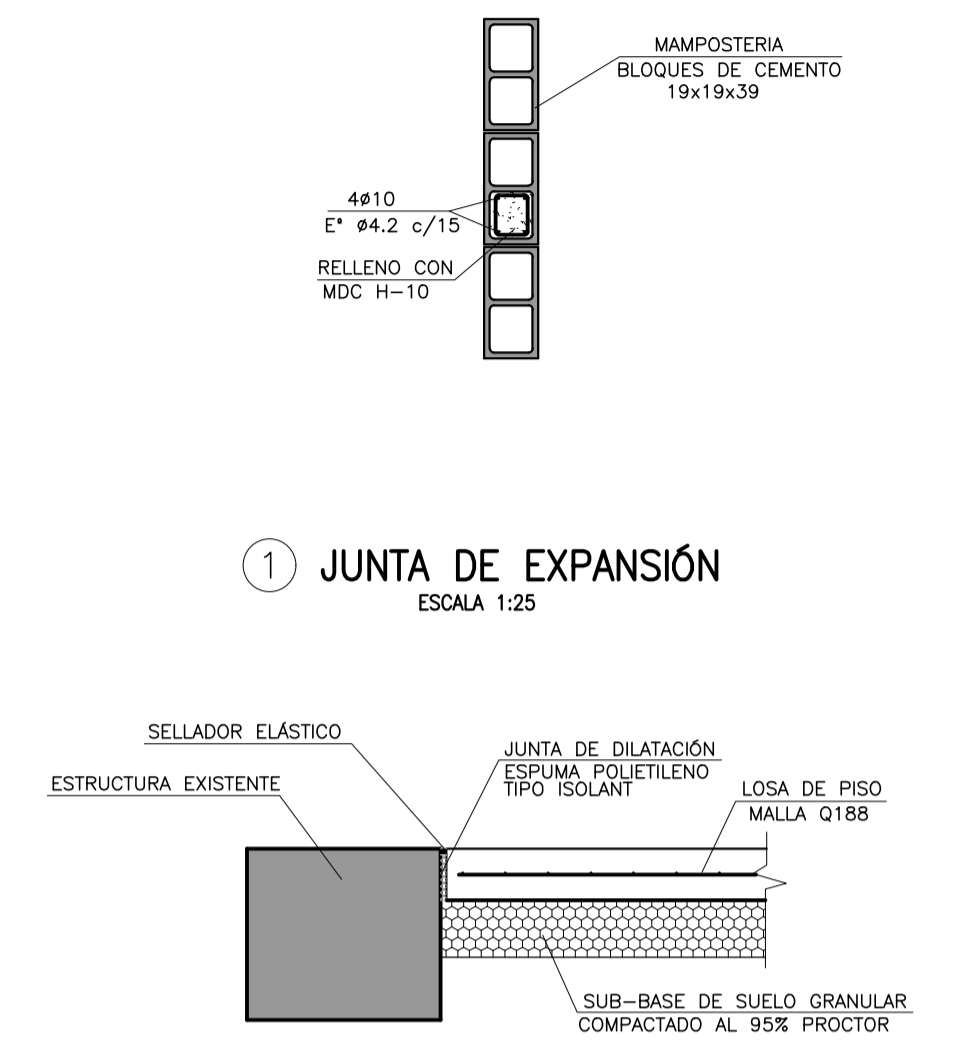 MAMPOSTERIA
BLOQUES DE CEMENTO
19x19x39
4ø10
E° ø4.2 c/15
RELLENO CON
MDC H-10
1 JUNTA DE EXPANSIÓN
ESCALA 1:25
SELLADOR ELÁSTICO
JUNTA DE DILATACIÓN
ESPUMA POLIETILENO
TIPO ISOLANT
ESTRUCTURA EXISTENTE
LOSA DE PISO
MALLA Q188
SUB-BASE DE SUELO GRANULAR
COMPACTADO AL 95% PROCTOR